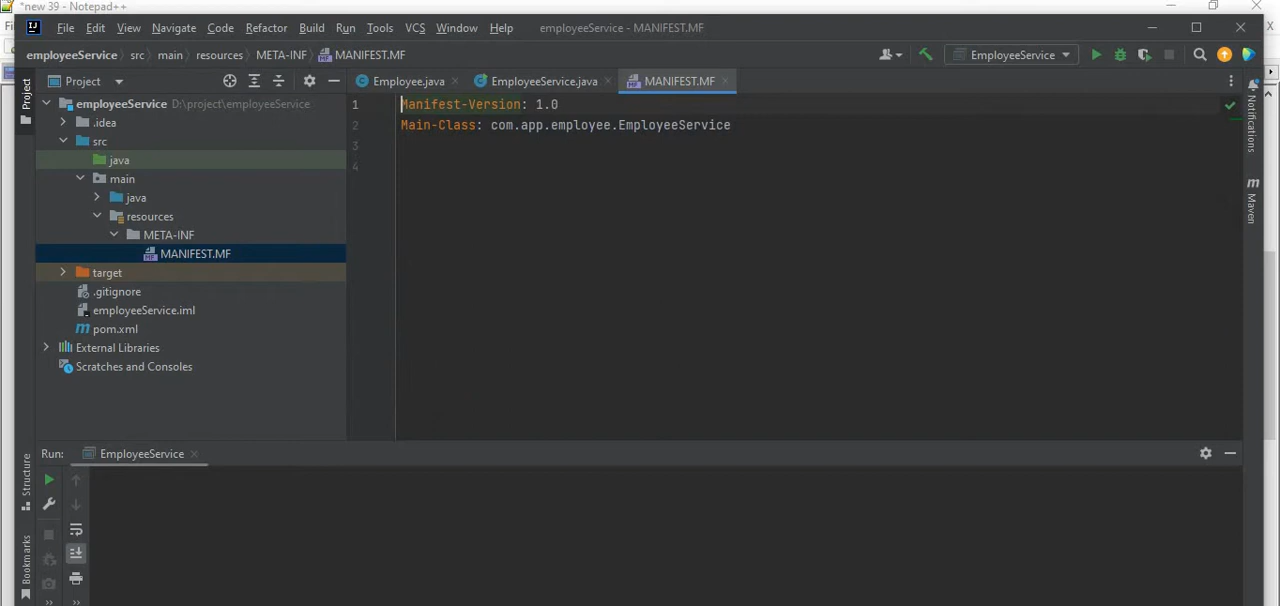 *new 39 - Notepad++
File Edit View Navigate Code Refactor Build Run Tools VCS Window Help employeeService - MANIFEST.MF
employeeService src main resources META-INF MANIFEST.MF EmployeeService
Project Employee.java EmployeeService.java MANIFEST.MF
Project
employeeService D:\project\employeeService
.idea
src
java
main
java
resources
META-INF
MANIFEST.MF
target
.gitignore
employeeService.iml
pom.xml
External Libraries
Scratches and Consoles
1 Manifest-Version: 1.0
2 Main-Class: com.app.employee.EmployeeService
3
4
Notifications
Maven
Run: EmployeeService
Structure
Bookmarks